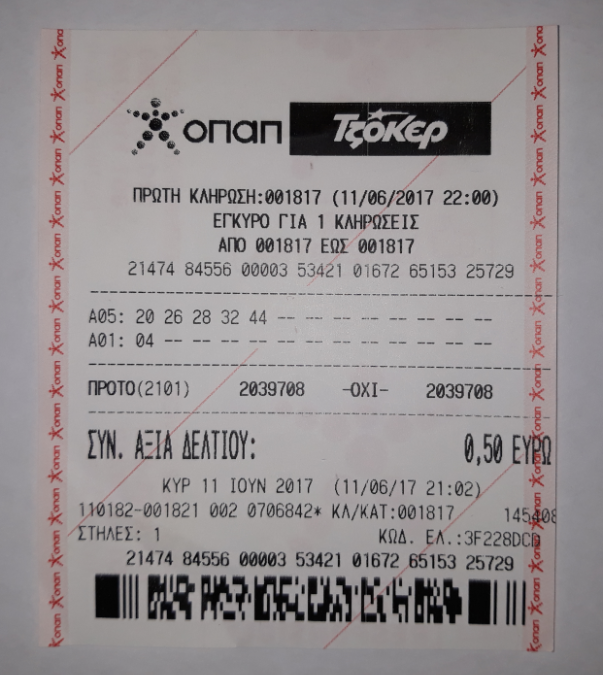 οπαπ Τζόκερ
ΠΡΩΤΗ ΚΛΗΡΩΣΗ:001817 (11/06/2017 22:00)
ΕΓΚΥΡΟ ΓΙΑ 1 ΚΛΗΡΩΣΕΙΣ
ΑΠΟ 001817 ΕΩΣ 001817
21474 84556 00003 53421 01672 65153 25729
A05: 20 26 28 32 44 -- -- -- -- -- -- --
A01: 04 -- -- -- -- -- -- -- -- -- -- --
ΠΡΟΤΟ(2101) 2039708 -ΟΧΙ- 2039708
ΣΥΝ. ΑΞΙΑ ΔΕΛΤΙΟΥ: 0,50 ΕΥΡΩ
ΚΥΡ 11 ΙΟΥΝ 2017 (11/06/17 21:02)
110182-001821 002 0706842* ΚΛ/ΚΑΤ:001817 145408
ΣΤΗΛΕΣ: 1 ΚΩΔ. ΕΛ.:3F228DCD
21474 84556 00003 53421 01672 65153 25729